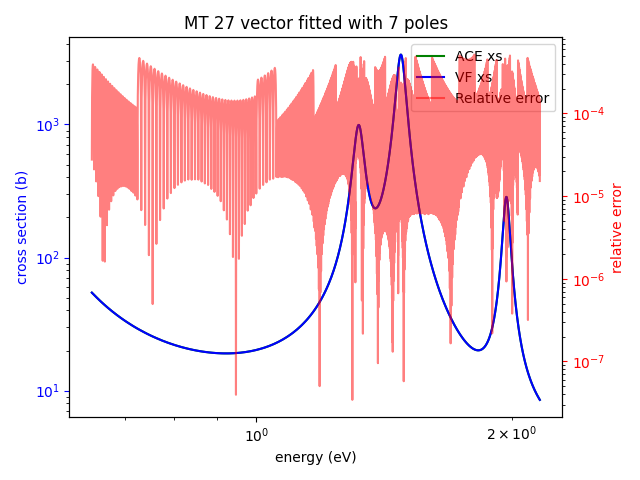 MT 27 vector fitted with 7 poles
ACE xs
VF xs
Relative error
cross section (b)
10³
10²
10¹
relative error
10⁻⁴
10⁻⁵
10⁻⁶
10⁻⁷
10⁰
2 × 10⁰
energy (eV)